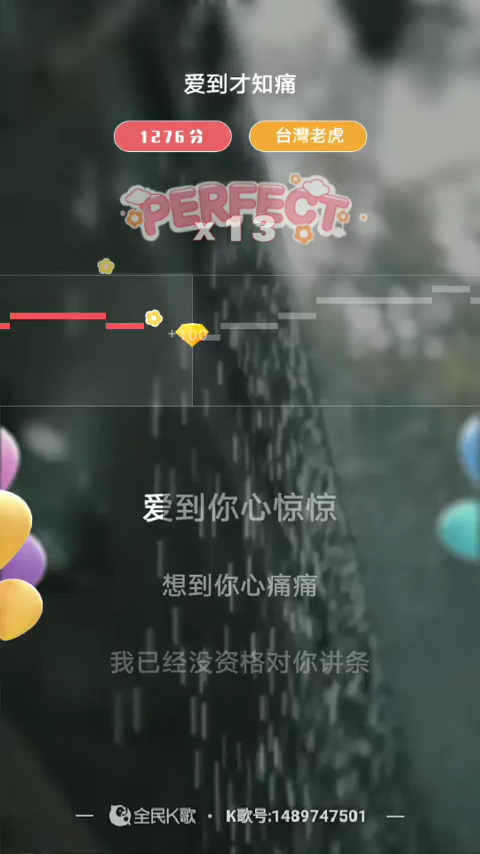 爱到才知痛
1276分
台灣老虎
PERFECT
x13
+100
爱到你心惊惊
想到你心痛痛
我已经没资格对你讲条
全民K歌 · K歌号:1489747501